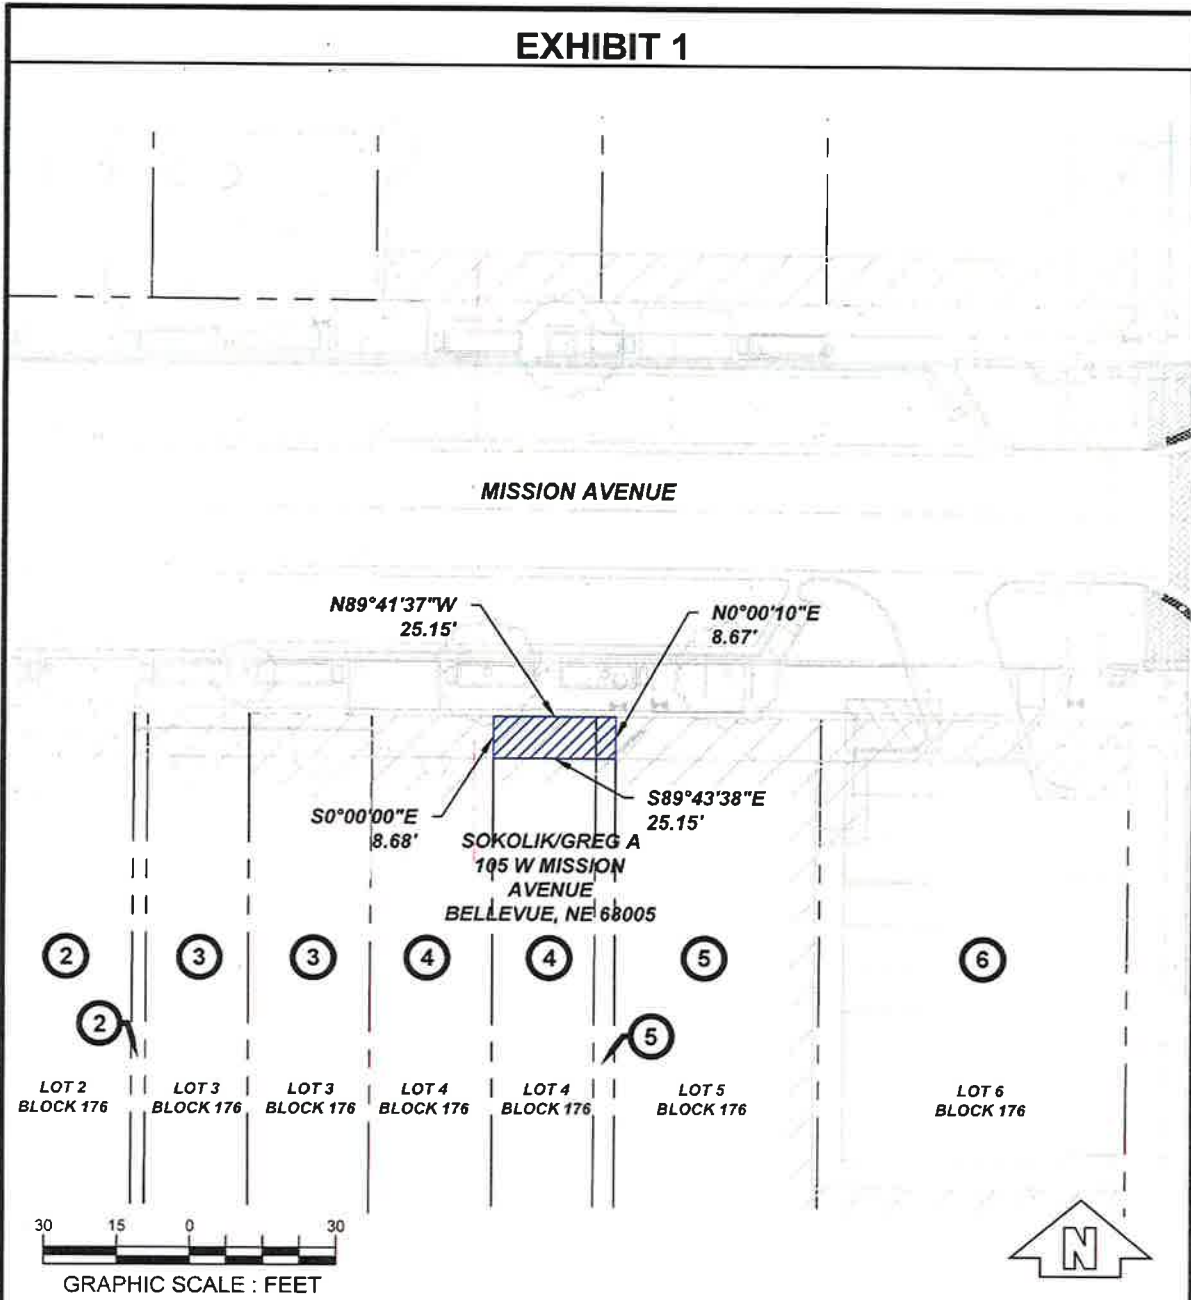 EXHIBIT 1
MISSION AVENUE
N89°41'37"W
25.15'
N0°00'10"E
8.67'
S0°00'00"E
8.68'
S89°43'38"E
25.15'
SOKOLIK/GREG A
105 W MISSION
AVENUE
BELLEVUE, NE 68005
2
3
3
4
4
5
6
2
5
LOT 2
BLOCK 176
LOT 3
BLOCK 176
LOT 3
BLOCK 176
LOT 4
BLOCK 176
LOT 4
BLOCK 176
LOT 5
BLOCK 176
LOT 6
BLOCK 176
30 15 0 30
GRAPHIC SCALE : FEET
N